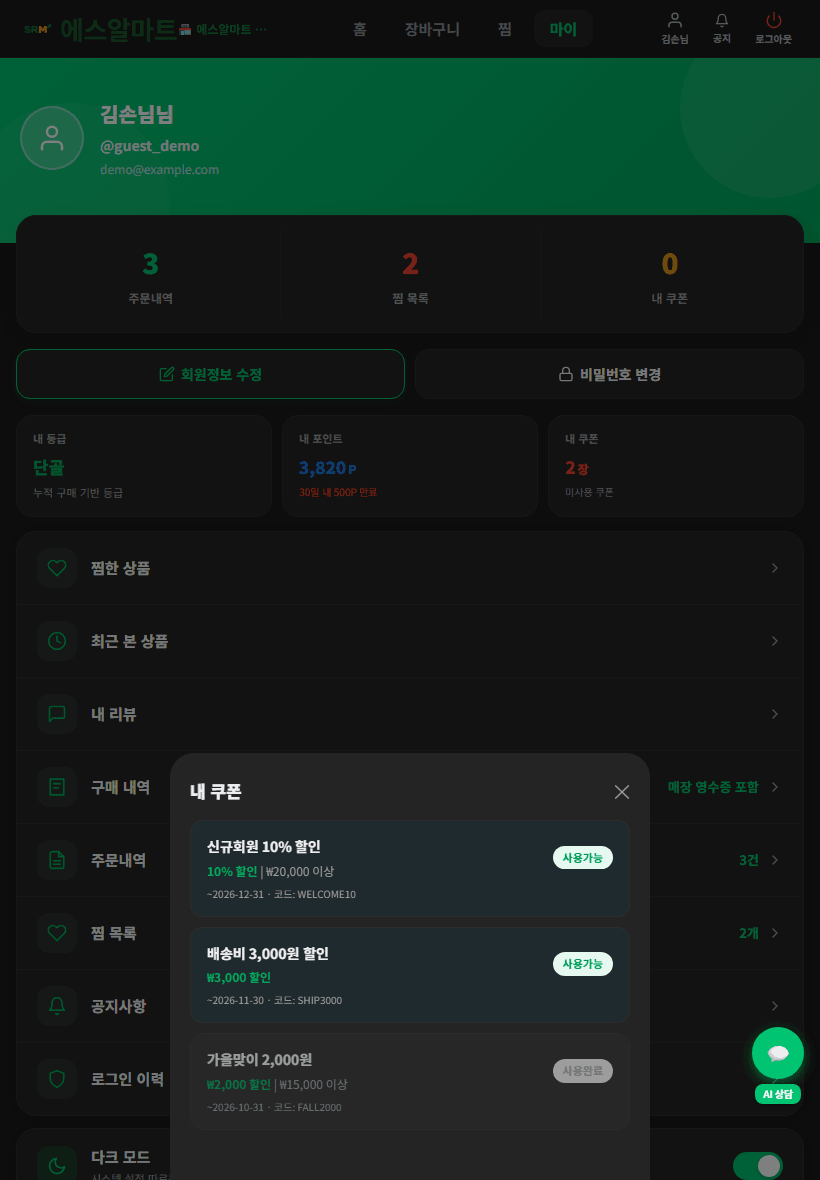 SRM 에스알마트 에스알마트 ...
홈
장바구니
찜
마이
김손님
공지
로그아웃
김손님님
@guest_demo
demo@example.com
3
주문내역
2
찜 목록
0
내 쿠폰
회원정보 수정
비밀번호 변경
내 등급
단골
누적 구매 기반 등급
내 포인트
3,820 P
30일 내 500P 만료
내 쿠폰
2 장
미사용 쿠폰
찜한 상품
최근 본 상품
내 리뷰
구매 내역
매장 영수증 포함
주문내역
3건
찜 목록
2개
공지사항
로그인 이력
내 쿠폰
신규회원 10% 할인
사용가능
10% 할인 | ₩20,000 이상
~2026-12-31 · 코드: WELCOME10
배송비 3,000원 할인
사용가능
₩3,000 할인
~2026-11-30 · 코드: SHIP3000
가을맞이 2,000원
사용완료
₩2,000 할인 | ₩15,000 이상
~2026-10-31 · 코드: FALL2000
AI 상담
다크 모드
시스템 설정 따르